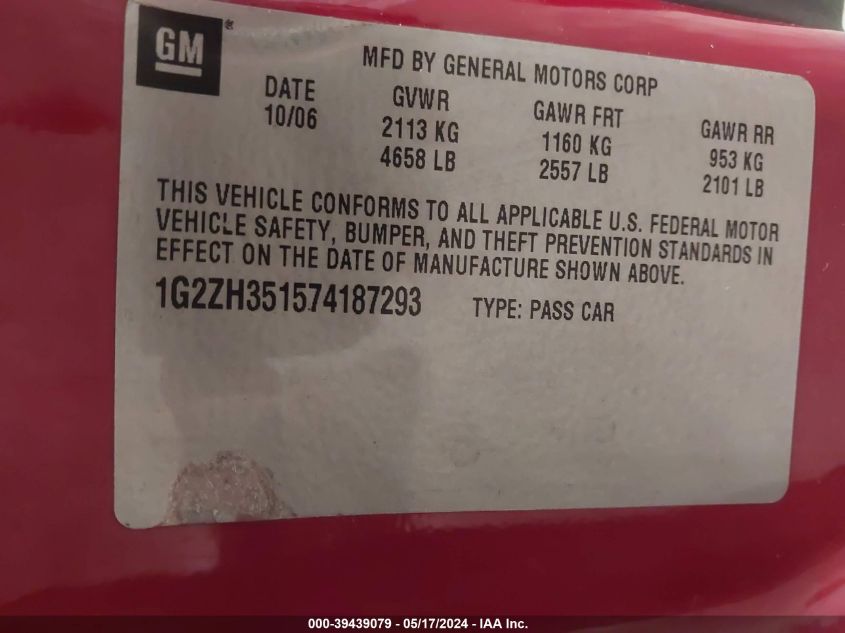 GM®
MFD BY GENERAL MOTORS CORP
DATE GVWR GAWR FRT GAWR RR
10/06 2113 KG 1160 KG 953 KG
4658 LB 2557 LB 2101 LB
THIS VEHICLE CONFORMS TO ALL APPLICABLE U.S. FEDERAL MOTOR
VEHICLE SAFETY, BUMPER, AND THEFT PREVENTION STANDARDS IN
EFFECT ON THE DATE OF MANUFACTURE SHOWN ABOVE.
1G2ZH351574187293 TYPE: PASS CAR
000-39439079 - 05/17/2024 - IAA Inc.